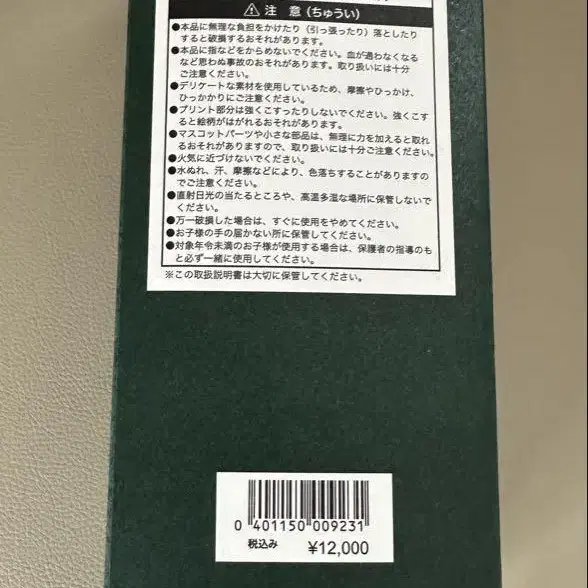 ⚠ 注 意 (ちゅうい)
●本品に無理な負担をかけたり (引っ張ったり) 落としたり
すると破損するおそれがあります。
●本品に指などをからめないでください。血が通わなくなる
など思わぬ事故のおそれがあります。取り扱いには十分
ご注意ください。
●デリケートな素材を使用しているため、摩擦やひっかけ、
ひっかかりにご注意ください。
●プリント部分は強くこすったりしないでください。強くこす
ると絵柄がはがれるおそれがあります。
●マスコットパーツや小さな部品は、無理に力を加えると取れ
るおそれがありますので、取り扱いには十分ご注意ください。
●火気に近づけないでください。
●水ぬれ、汗、摩擦などにより、色落ちすることがありますの
でご注意ください。
●直射日光の当たるところや、高温多湿な場所に保管しないで
ください。
●万一破損した場合は、すぐに使用をやめてください。
●お子様の手の届かない所に保管してください。
●対象年令未満のお子様が使用する場合は、保護者の指導のも
と必ず一緒に使用してください。
※この取扱説明書は大切に保管してください。
0 401150 009231
税込み ¥12,000